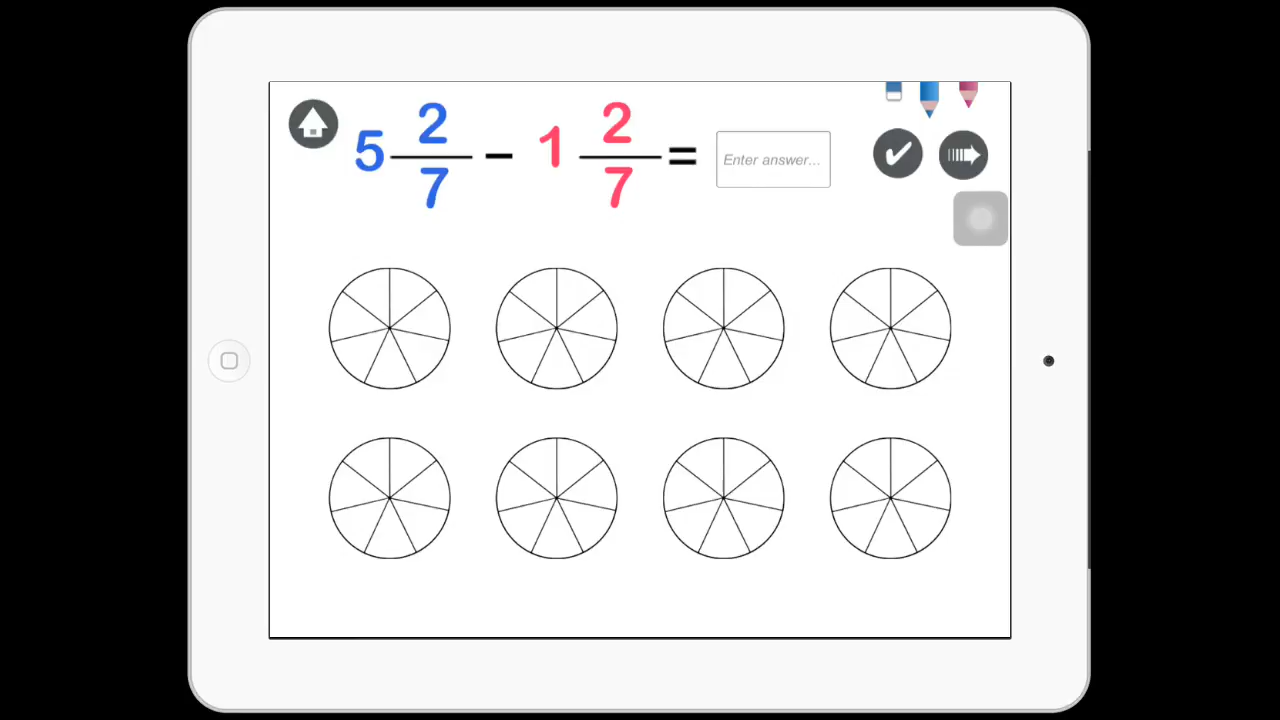 5 2/7 − 1 2/7 = Enter answer...